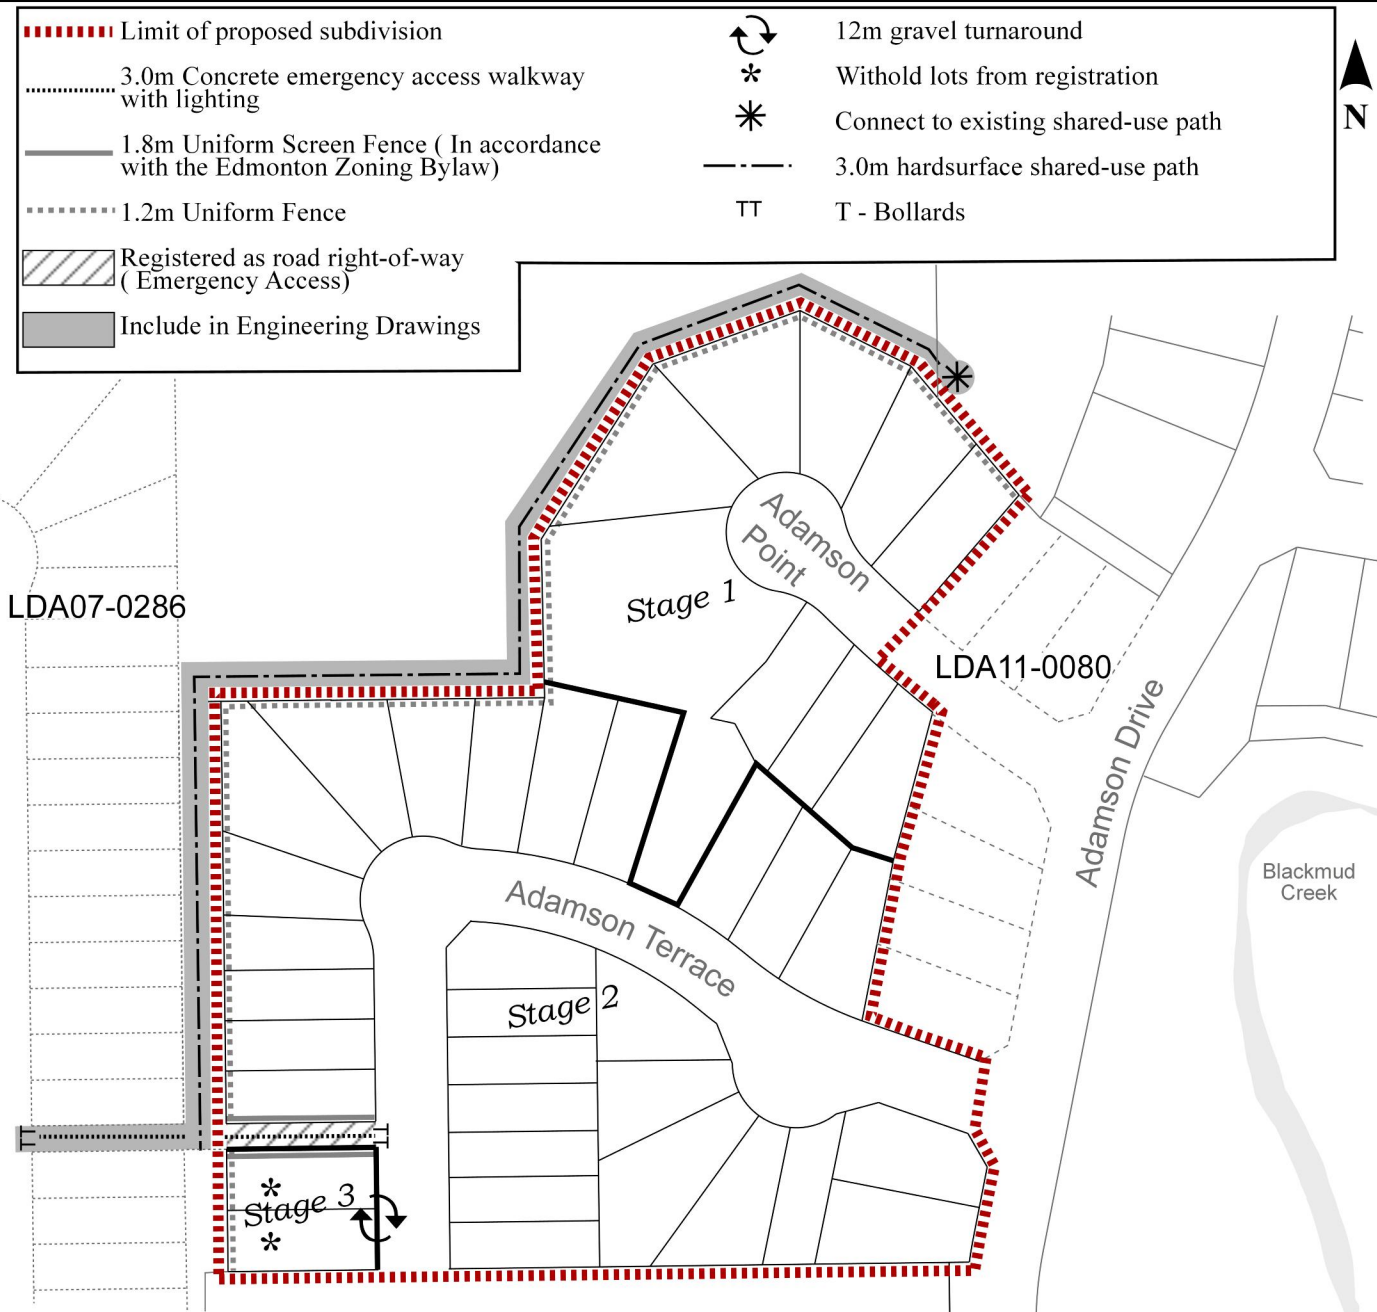 Limit of proposed subdivision
3.0m Concrete emergency access walkway
with lighting
1.8m Uniform Screen Fence ( In accordance
with the Edmonton Zoning Bylaw)
1.2m Uniform Fence
Registered as road right-of-way
( Emergency Access)
Include in Engineering Drawings
12m gravel turnaround
Withold lots from registration
Connect to existing shared-use path
3.0m hardsurface shared-use path
TT
T - Bollards
N
Adamson
Point
Stage 1
LDA07-0286
LDA11-0080
Adamson Drive
Blackmud
Creek
Adamson Terrace
Stage 2
Stage 3